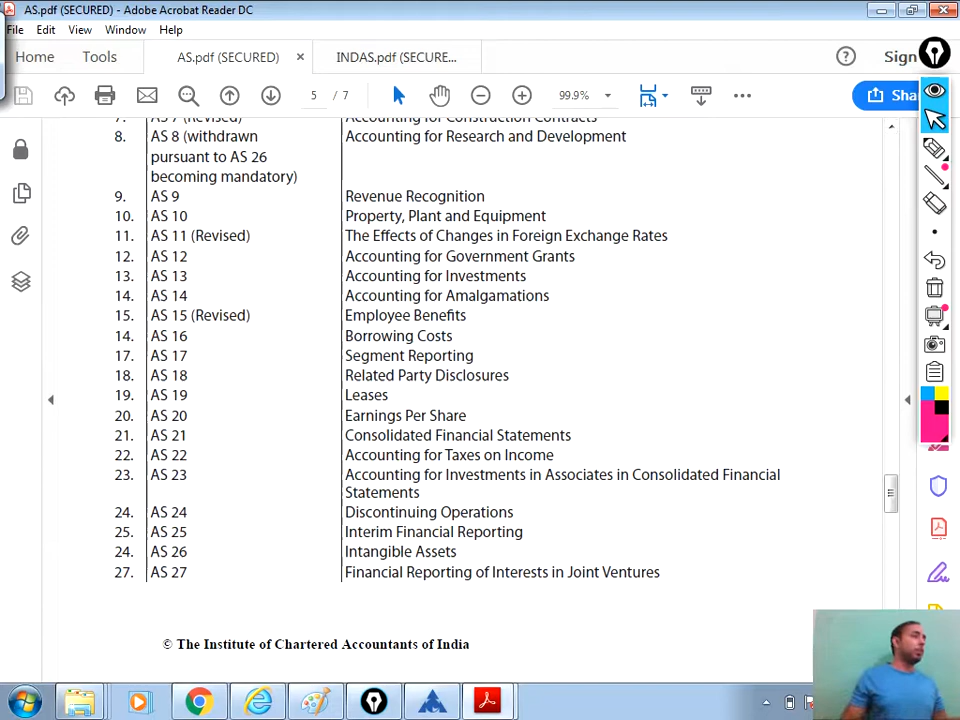 AS.pdf (SECURED) - Adobe Acrobat Reader DC
File Edit View Window Help
Home Tools AS.pdf (SECURED) × INDAS.pdf (SECURE... Sign
5 / 7 99.9% Sha
7. AS 7 (Revised) Accounting for Construction Contracts
8. AS 8 (withdrawn Accounting for Research and Development
pursuant to AS 26
becoming mandatory)
9. AS 9 Revenue Recognition
10. AS 10 Property, Plant and Equipment
11. AS 11 (Revised) The Effects of Changes in Foreign Exchange Rates
12. AS 12 Accounting for Government Grants
13. AS 13 Accounting for Investments
14. AS 14 Accounting for Amalgamations
15. AS 15 (Revised) Employee Benefits
14. AS 16 Borrowing Costs
17. AS 17 Segment Reporting
18. AS 18 Related Party Disclosures
19. AS 19 Leases
20. AS 20 Earnings Per Share
21. AS 21 Consolidated Financial Statements
22. AS 22 Accounting for Taxes on Income
23. AS 23 Accounting for Investments in Associates in Consolidated Financial
Statements
24. AS 24 Discontinuing Operations
25. AS 25 Interim Financial Reporting
24. AS 26 Intangible Assets
27. AS 27 Financial Reporting of Interests in Joint Ventures
© The Institute of Chartered Accountants of India